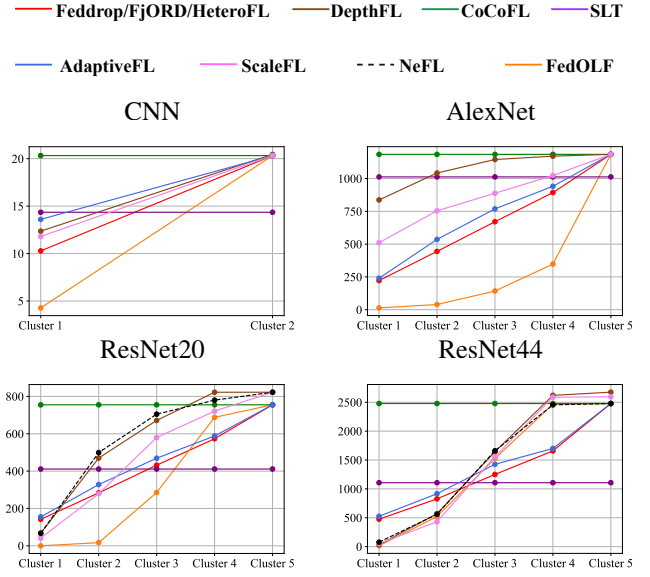 Feddrop/FjORD/HeteroFL DepthFL CoCoFL SLT
AdaptiveFL ScaleFL NeFL FedOLF
CNN AlexNet
20
15
10
5
Cluster 1 Cluster 2
1000
750
500
250
0
Cluster 1 Cluster 2 Cluster 3 Cluster 4 Cluster 5
ResNet20 ResNet44
800
600
400
200
0
Cluster 1 Cluster 2 Cluster 3 Cluster 4 Cluster 5
2500
2000
1500
1000
500
0
Cluster 1 Cluster 2 Cluster 3 Cluster 4 Cluster 5